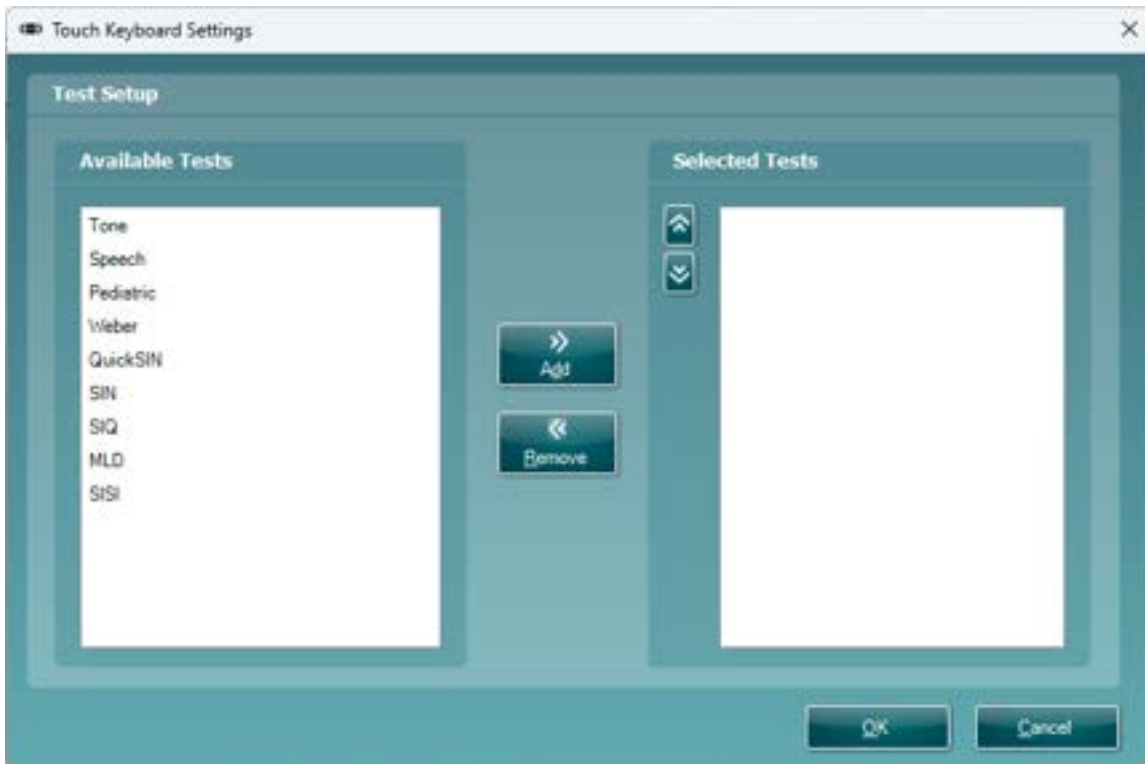 Touch Keyboard Settings
Test Setup
Available Tests
Tone
Speech
Pediatric
Weber
QuickSIN
SIN
SIQ
MLD
SISI
Add
Remove
Selected Tests
OK
Cancel